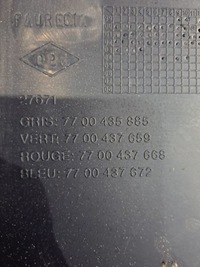 FAURECIA
27671
GRIS: 77 00 435 885
VERT: 77 00 437 659
ROUGE: 77 00 437 668
BLEU: 77 00 437 672